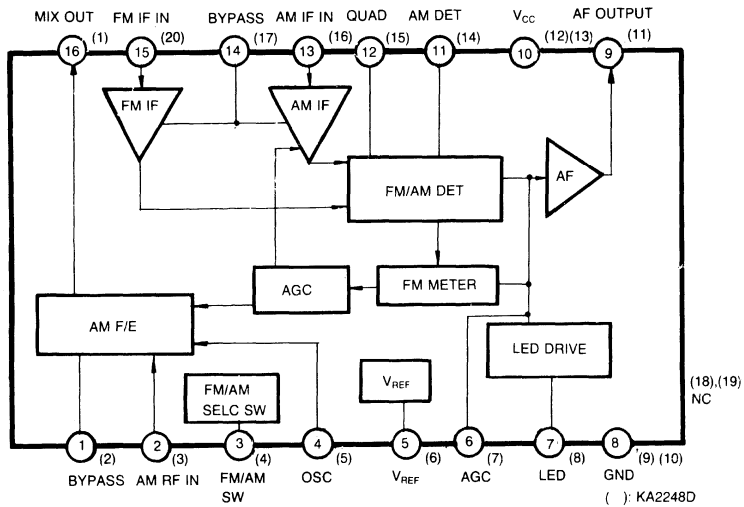 MIX OUT FM IF IN BYPASS AM IF IN QUAD AM DET VCC AF OUTPUT
16 (1) 15 (20) 14 (17) 13 (16) 12 (15) 11 (14) 10 (12)(13) 9 (11)
FM IF AM IF
AF
FM/AM DET
AGC FM METER
AM F/E
LED DRIVE
FM/AM
SELC SW
VREF
(18),(19)
NC
1 (2) 2 (3) 3 (4) 4 (5) 5 (6) 6 (7) 7 (8) 8 (9) (10)
BYPASS AM RF IN FM/AM
SW
OSC VREF AGC LED GND
( ): KA2248D